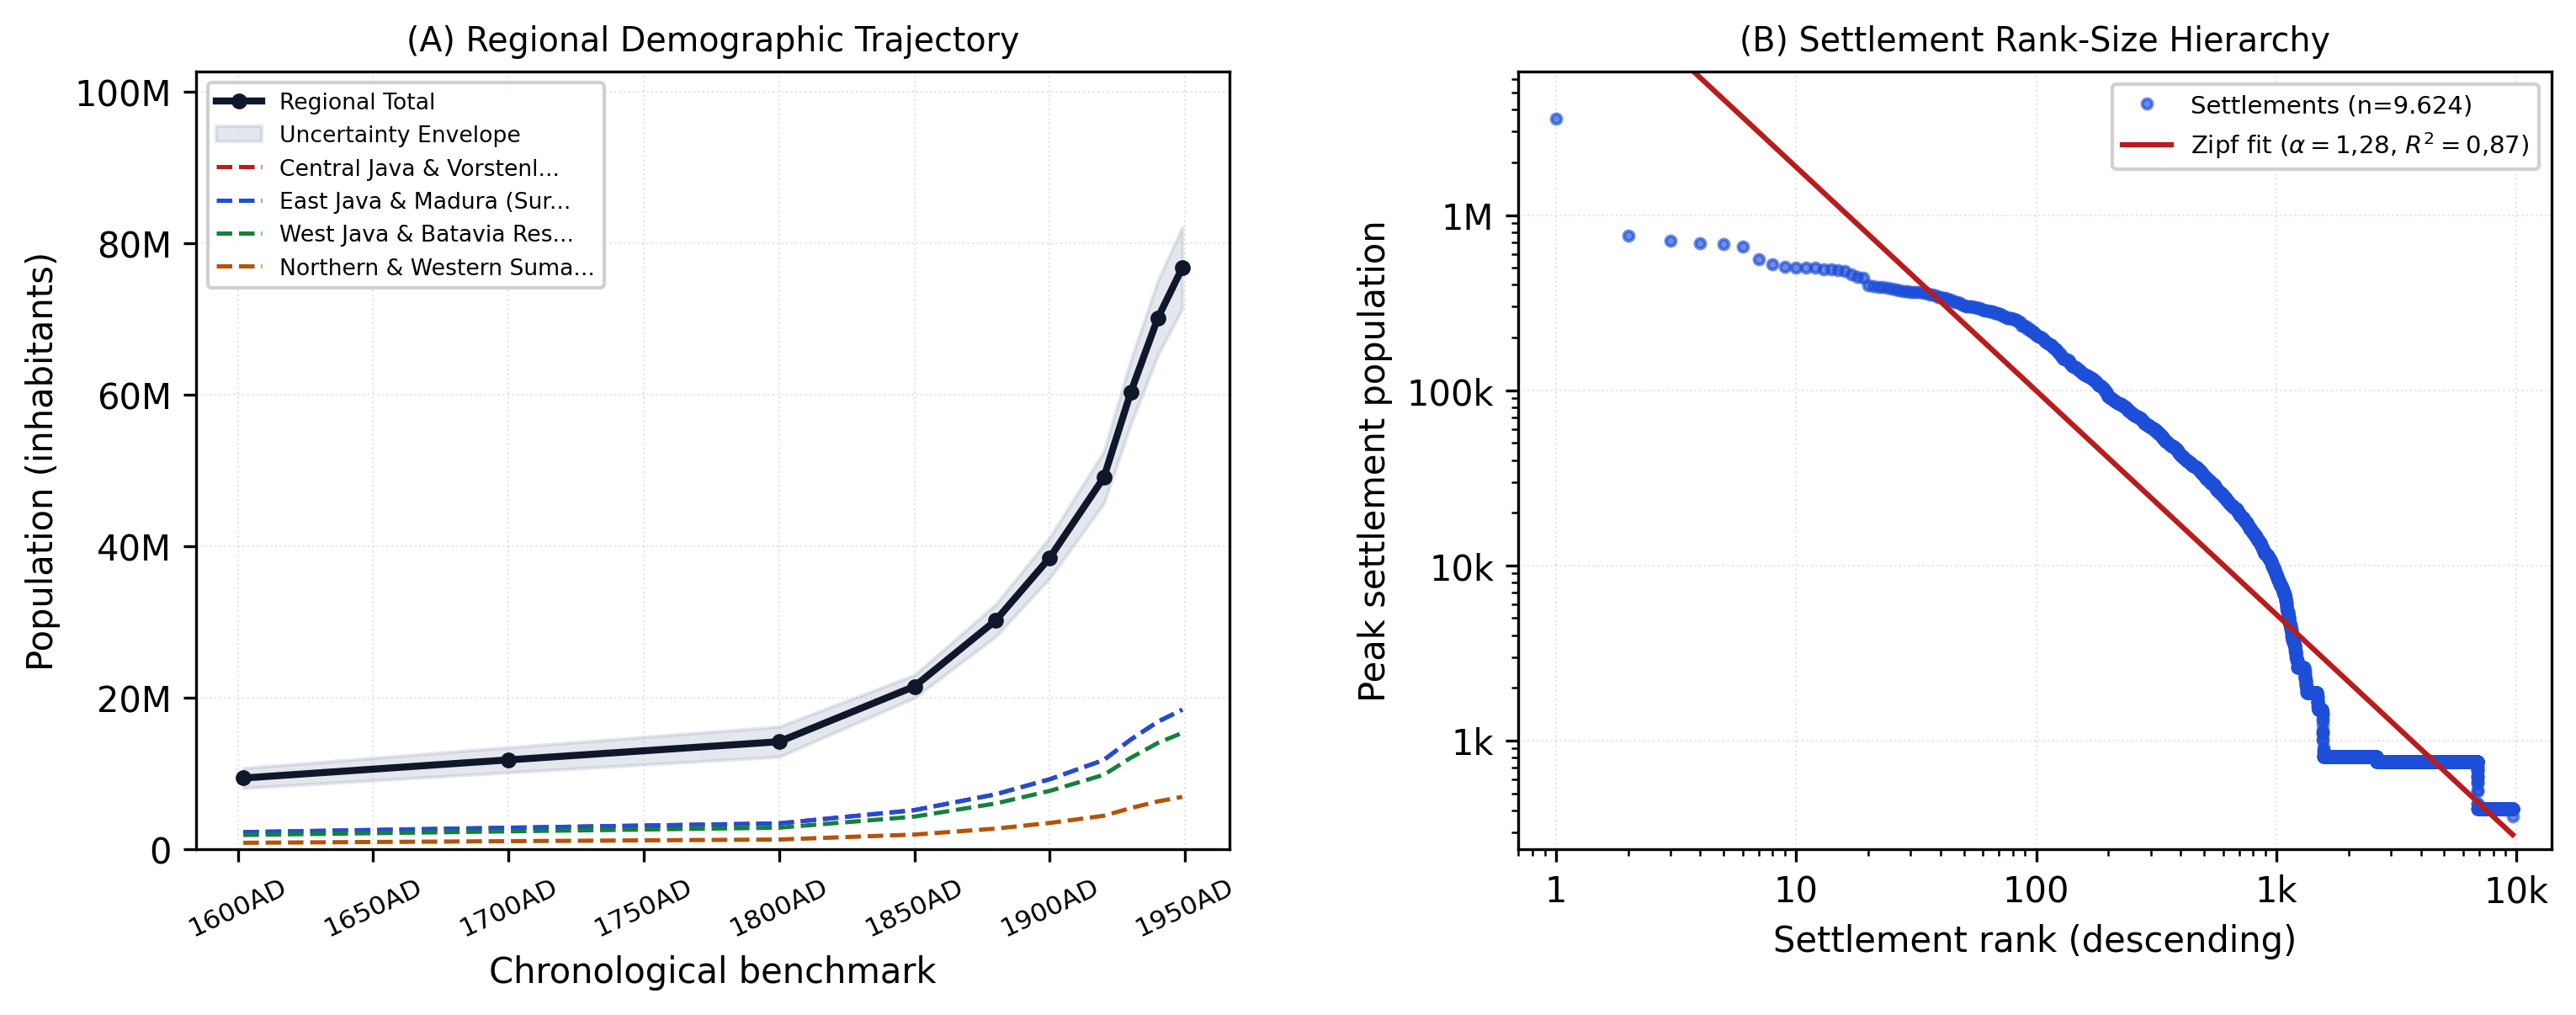 (A) Regional Demographic Trajectory
Population (inhabitants)
100M
80M
60M
40M
20M
0
Regional Total
Uncertainty Envelope
Central Java & Vorstenl...
East Java & Madura (Sur...
West Java & Batavia Res...
Northern & Western Suma...
1600AD
1650AD
1700AD
1750AD
1800AD
1850AD
1900AD
1950AD
Chronological benchmark
(B) Settlement Rank-Size Hierarchy
Peak settlement population
1M
100k
10k
1k
Settlements (n=9.624)
Zipf fit (α = 1,28, R² = 0,87)
1
10
100
1k
10k
Settlement rank (descending)